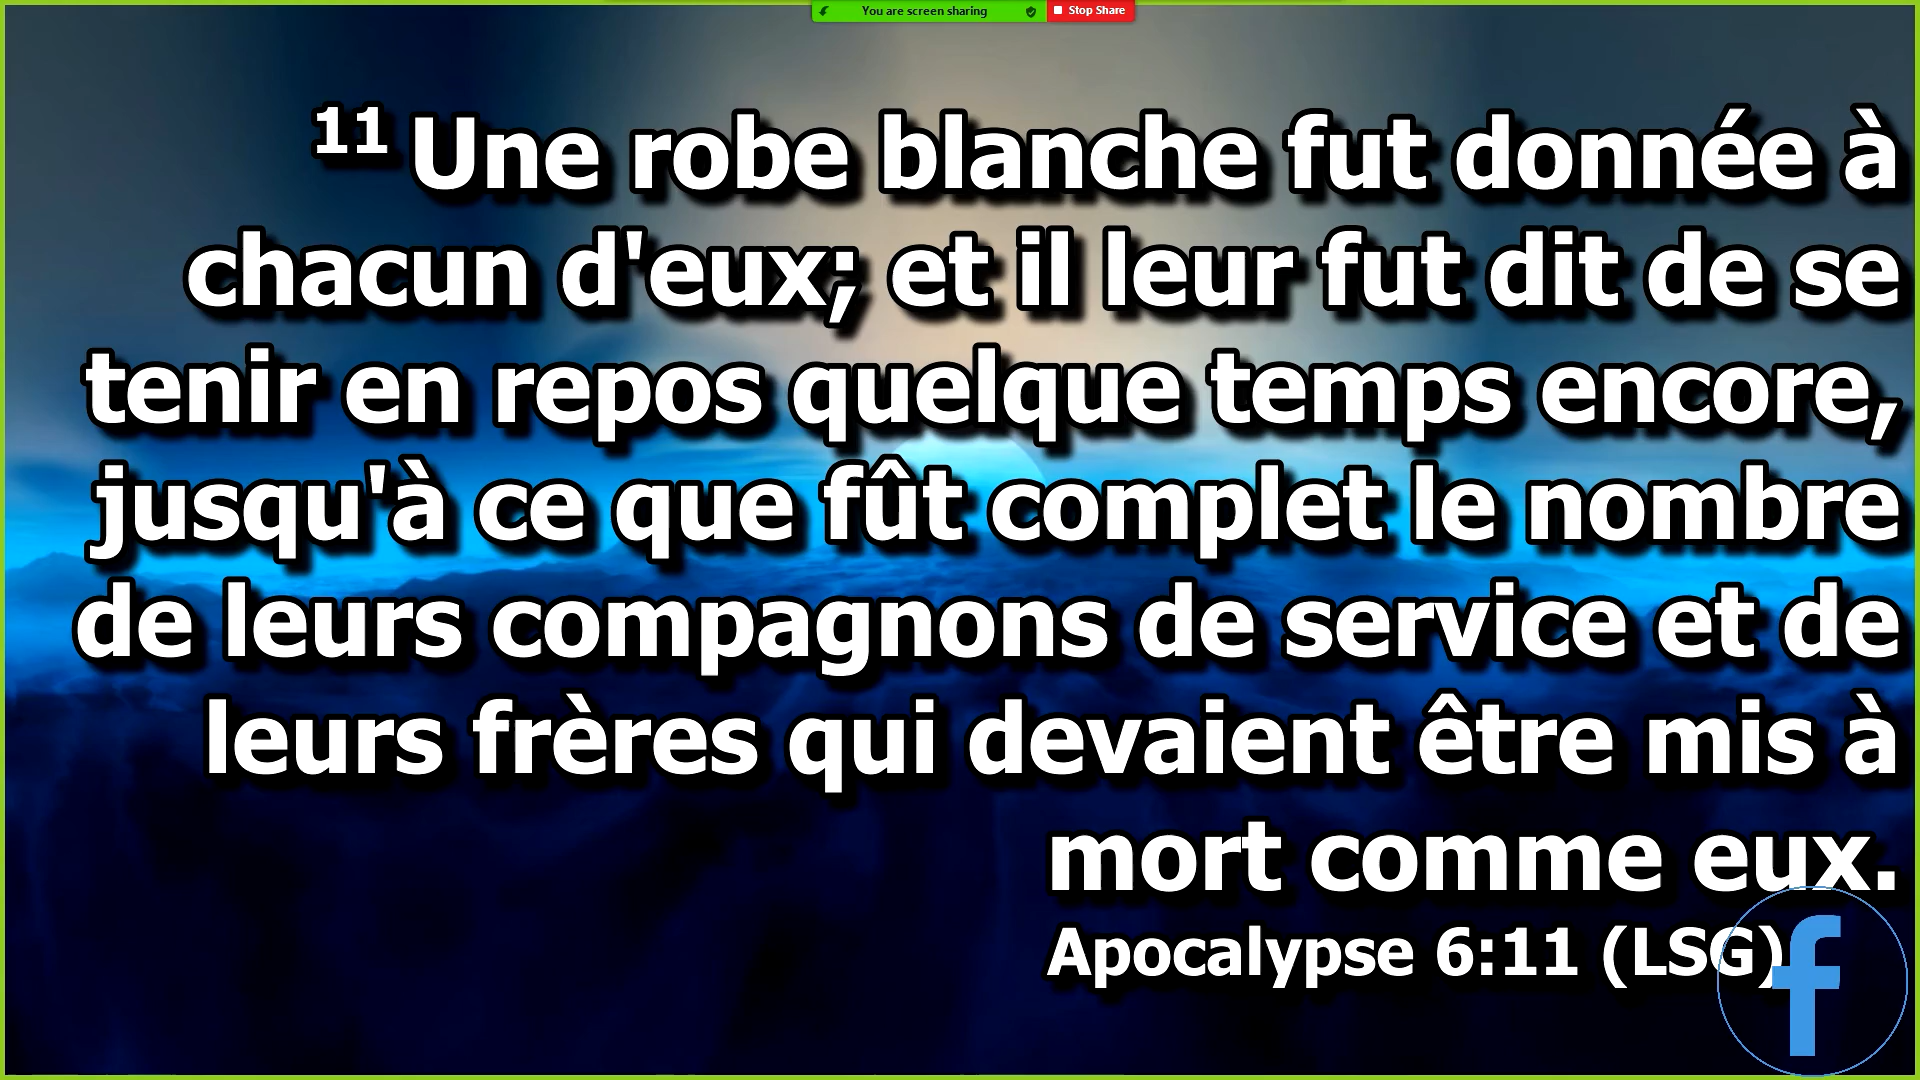 You are screen sharing Stop Share
11 Une robe blanche fut donnée à
chacun d'eux; et il leur fut dit de se
tenir en repos quelque temps encore,
jusqu'à ce que fût complet le nombre
de leurs compagnons de service et de
leurs frères qui devaient être mis à
mort comme eux.
Apocalypse 6:11 (LSG)